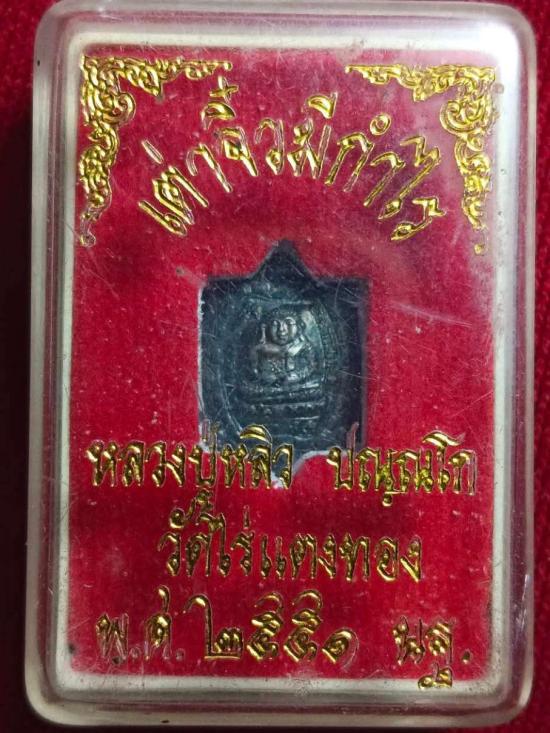 เต่าจิ๋วมีกำไร
หลวงปู่หลิว ปณฺณโก
วัดไร่แตงทอง
พ.ศ. ๒๕๕๑ นฐ.